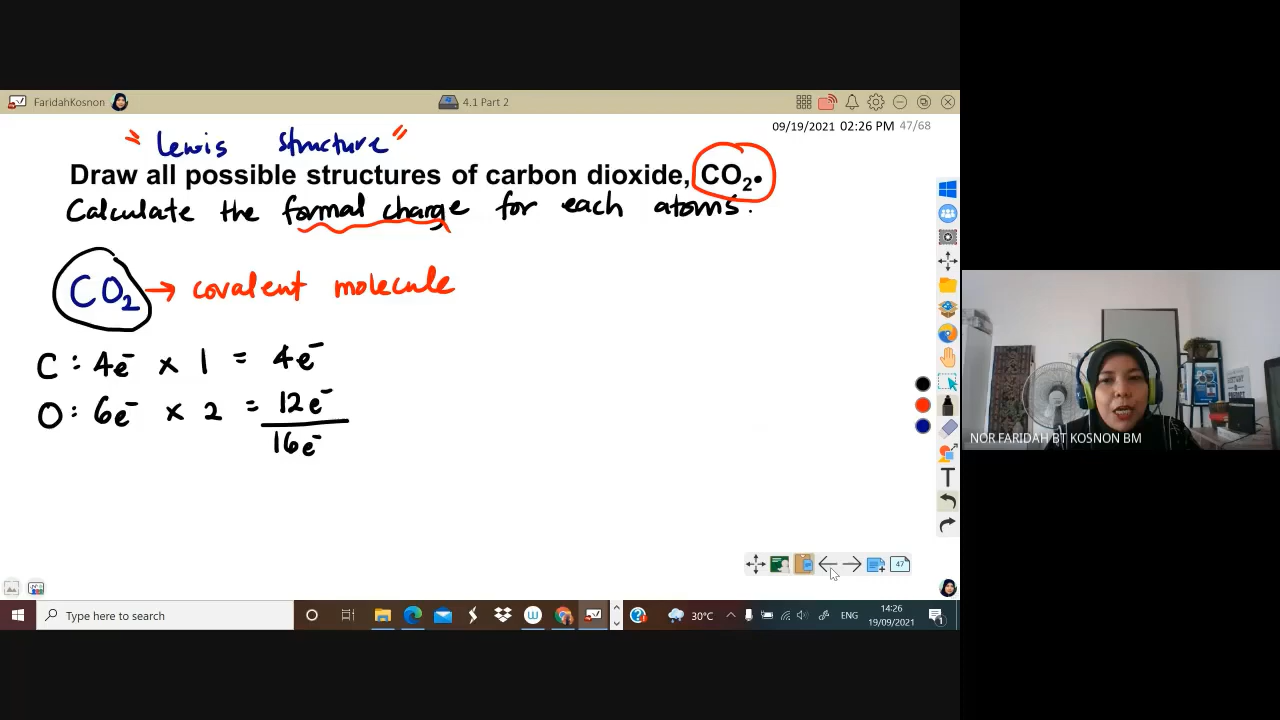 FaridahKosnon
4.1 Part 2
09/19/2021 02:26 PM 47/68
"Lewis structure"
Draw all possible structures of carbon dioxide, CO₂.
Calculate the formal charge for each atoms.
CO₂ → covalent molecule
C : 4e⁻ x 1 = 4e⁻
O : 6e⁻ x 2 = 12e⁻
16e⁻
NOR FARIDAH BT KOSNON BM
T
47
Type here to search
30°C
ENG
14:26
19/09/2021
1